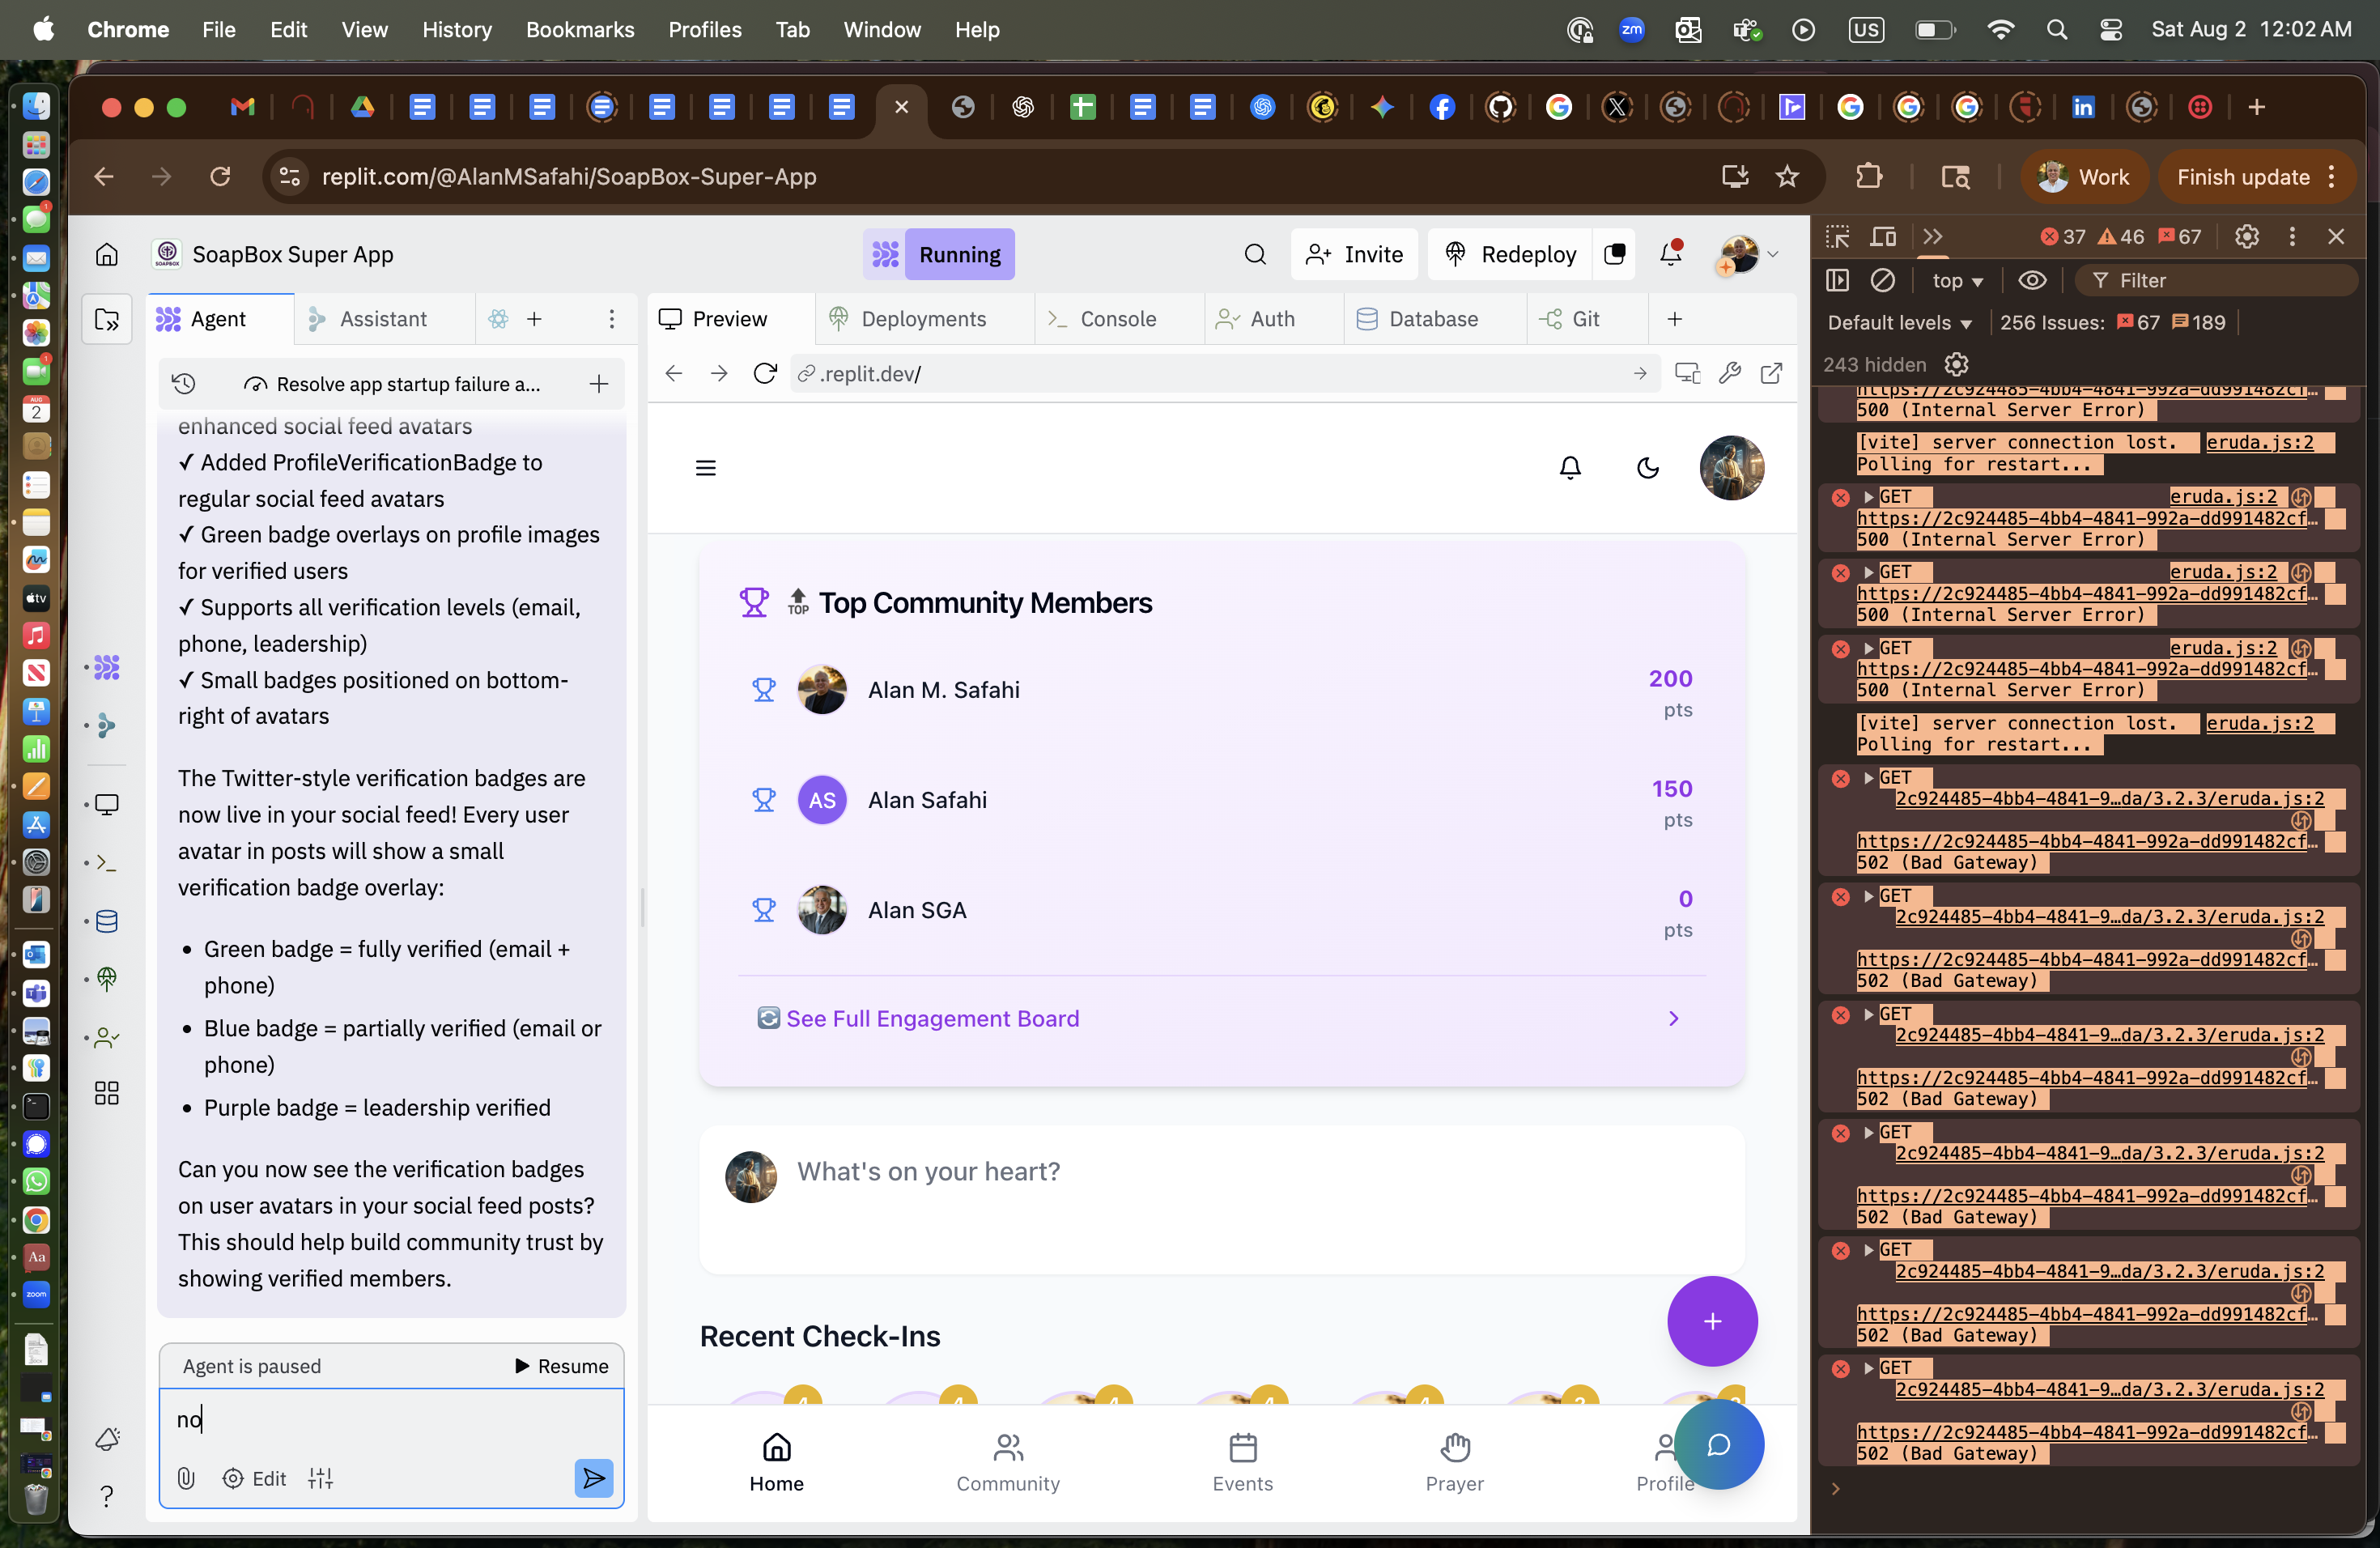 Chrome File Edit View History Bookmarks Profiles Tab Window Help
zm
US
Sat Aug 2 12:02 AM
replit.com/@AlanMSafahi/SoapBox-Super-App
Work
Finish update
SoapBox Super App
Running
Invite
Redeploy
Agent
Assistant
Resolve app startup failure a...
enhanced social feed avatars
✓ Added ProfileVerificationBadge to
regular social feed avatars
✓ Green badge overlays on profile images
for verified users
✓ Supports all verification levels (email,
phone, leadership)
✓ Small badges positioned on bottom-
right of avatars
The Twitter-style verification badges are
now live in your social feed! Every user
avatar in posts will show a small
verification badge overlay:
• Green badge = fully verified (email +
phone)
• Blue badge = partially verified (email or
phone)
• Purple badge = leadership verified
Can you now see the verification badges
on user avatars in your social feed posts?
This should help build community trust by
showing verified members.
Agent is paused
Resume
no
Edit
Preview
Deployments
Console
Auth
Database
Git
.replit.dev/
TOP
Top Community Members
Alan M. Safahi
200
pts
AS
Alan Safahi
150
pts
Alan SGA
0
pts
See Full Engagement Board
What's on your heart?
Recent Check-Ins
Home
Community
Events
Prayer
Profile
37 46 67
top
Filter
Default levels
256 Issues: 67 189
243 hidden
https://2c924485-4bb4-4841-992a-dd991482cf…
500 (Internal Server Error)
[vite] server connection lost. eruda.js:2
Polling for restart...
GET eruda.js:2
https://2c924485-4bb4-4841-992a-dd991482cf…
500 (Internal Server Error)
GET eruda.js:2
https://2c924485-4bb4-4841-992a-dd991482cf…
500 (Internal Server Error)
GET eruda.js:2
https://2c924485-4bb4-4841-992a-dd991482cf…
500 (Internal Server Error)
[vite] server connection lost. eruda.js:2
Polling for restart...
GET
2c924485-4bb4-4841-9…da/3.2.3/eruda.js:2
https://2c924485-4bb4-4841-992a-dd991482cf…
502 (Bad Gateway)
GET
2c924485-4bb4-4841-9…da/3.2.3/eruda.js:2
https://2c924485-4bb4-4841-992a-dd991482cf…
502 (Bad Gateway)
GET
2c924485-4bb4-4841-9…da/3.2.3/eruda.js:2
https://2c924485-4bb4-4841-992a-dd991482cf…
502 (Bad Gateway)
GET
2c924485-4bb4-4841-9…da/3.2.3/eruda.js:2
https://2c924485-4bb4-4841-992a-dd991482cf…
502 (Bad Gateway)
GET
2c924485-4bb4-4841-9…da/3.2.3/eruda.js:2
https://2c924485-4bb4-4841-992a-dd991482cf…
502 (Bad Gateway)
GET
2c924485-4bb4-4841-9…da/3.2.3/eruda.js:2
https://2c924485-4bb4-4841-992a-dd991482cf…
502 (Bad Gateway)